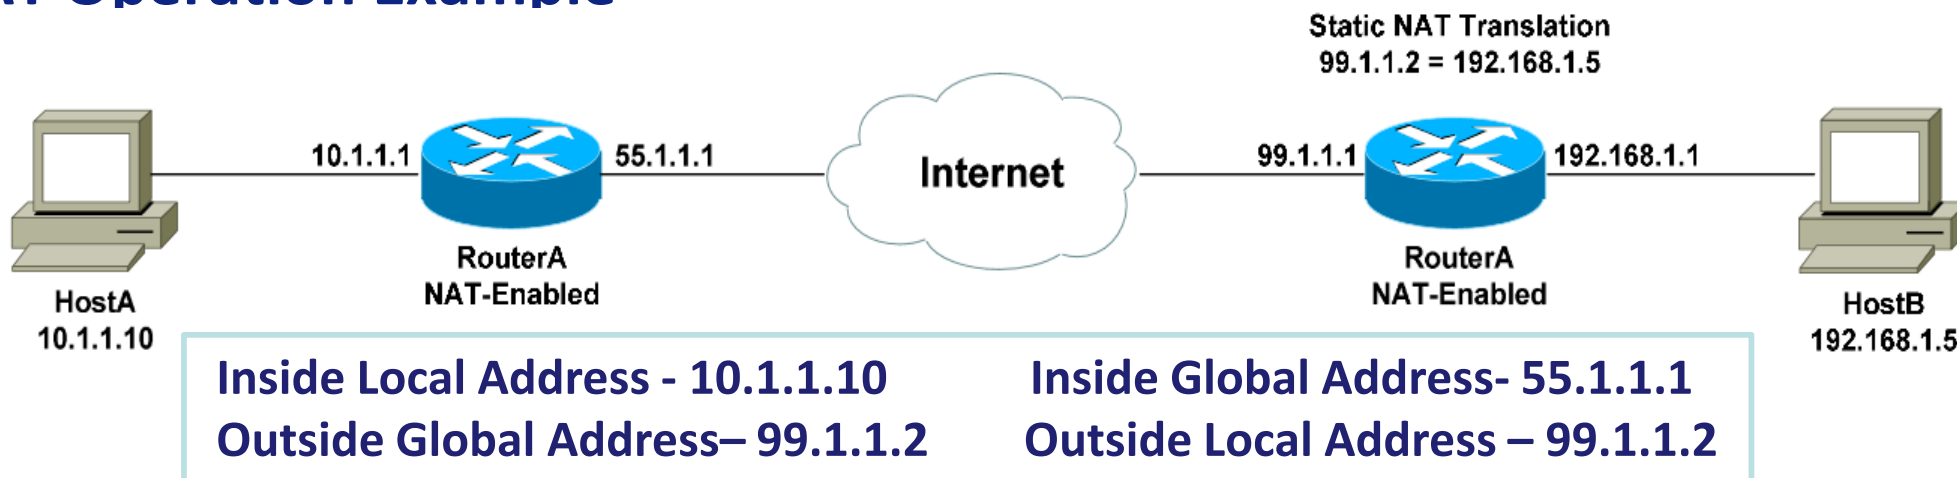 Operation Example
Static NAT Translation
99.1.1.2 = 192.168.1.5
10.1.1.1
55.1.1.1
Internet
99.1.1.1
192.168.1.1
RouterA
NAT-Enabled
RouterA
NAT-Enabled
HostA
10.1.1.10
HostB
192.168.1.5
Inside Local Address - 10.1.1.10 Inside Global Address- 55.1.1.1
Outside Global Address– 99.1.1.2 Outside Local Address – 99.1.1.2